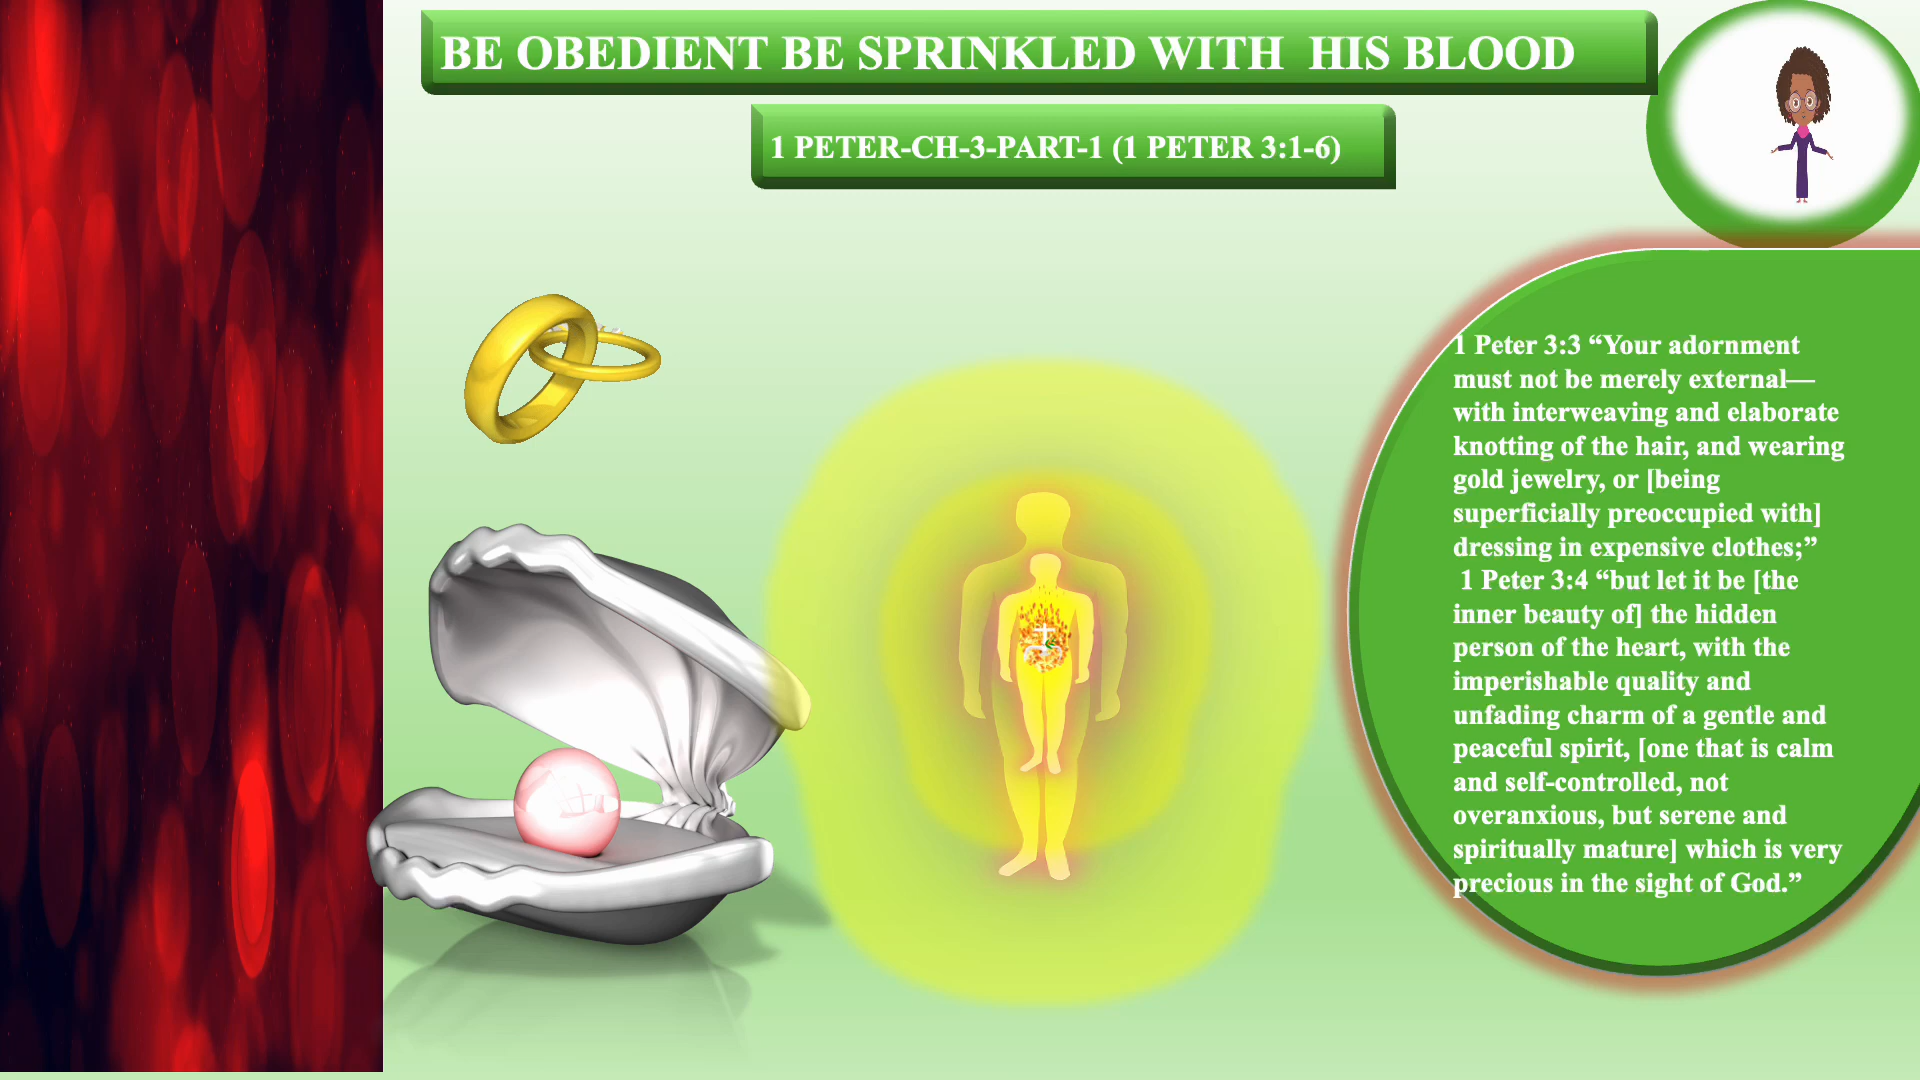 BE OBEDIENT BE SPRINKLED WITH  HIS BLOOD
1 PETER-CH-3-PART-1 (1 PETER 3:1-6)
1 Peter 3:3 “Your adornment
must not be merely external—
with interweaving and elaborate
knotting of the hair, and wearing
gold jewelry, or [being
superficially preoccupied with]
dressing in expensive clothes;”
1 Peter 3:4 “but let it be [the
inner beauty of] the hidden
person of the heart, with the
imperishable quality and
unfading charm of a gentle and
peaceful spirit, [one that is calm
and self-controlled, not
overanxious, but serene and
spiritually mature] which is very
precious in the sight of God.”